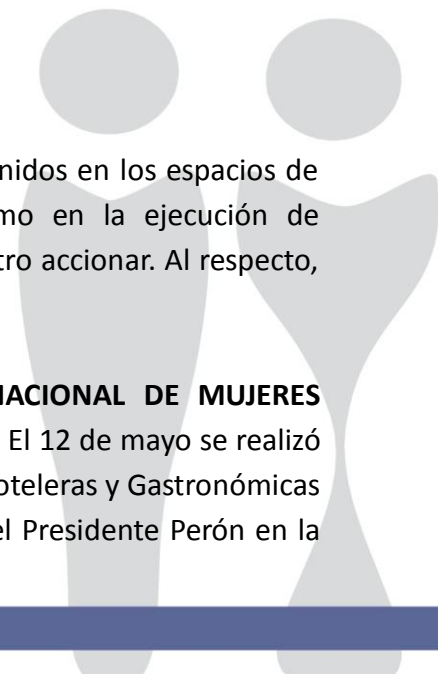 nidos en los espacios de
mo en la ejecución de
tro accionar. Al respecto,
NACIONAL DE MUJERES
El 12 de mayo se realizó
oteleras y Gastronómicas
el Presidente Perón en la